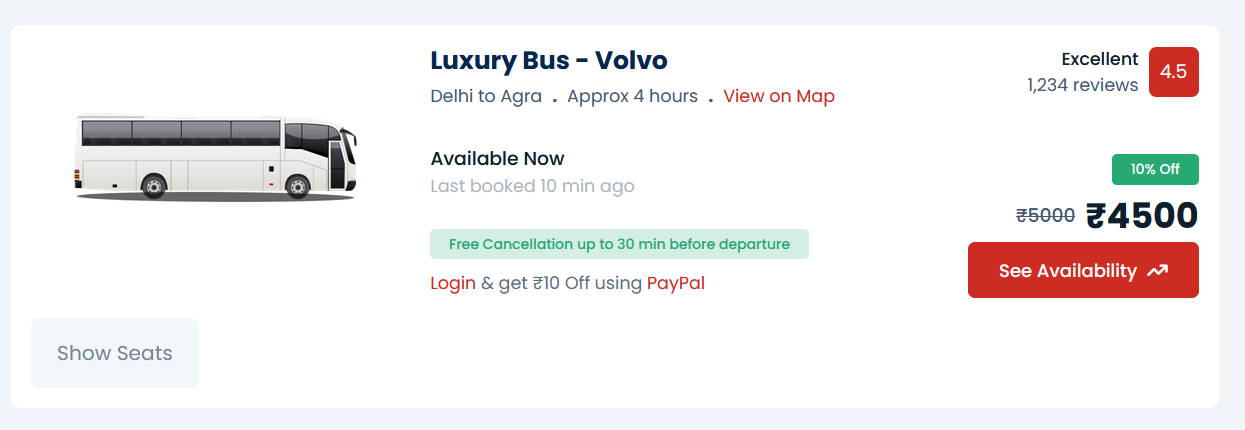 Luxury Bus - Volvo
Delhi to Agra . Approx 4 hours . View on Map
Excellent
1,234 reviews
4.5
Available Now
Last booked 10 min ago
10% Off
₹5000 ₹4500
Free Cancellation up to 30 min before departure
See Availability
Login & get ₹10 Off using PayPal
Show Seats